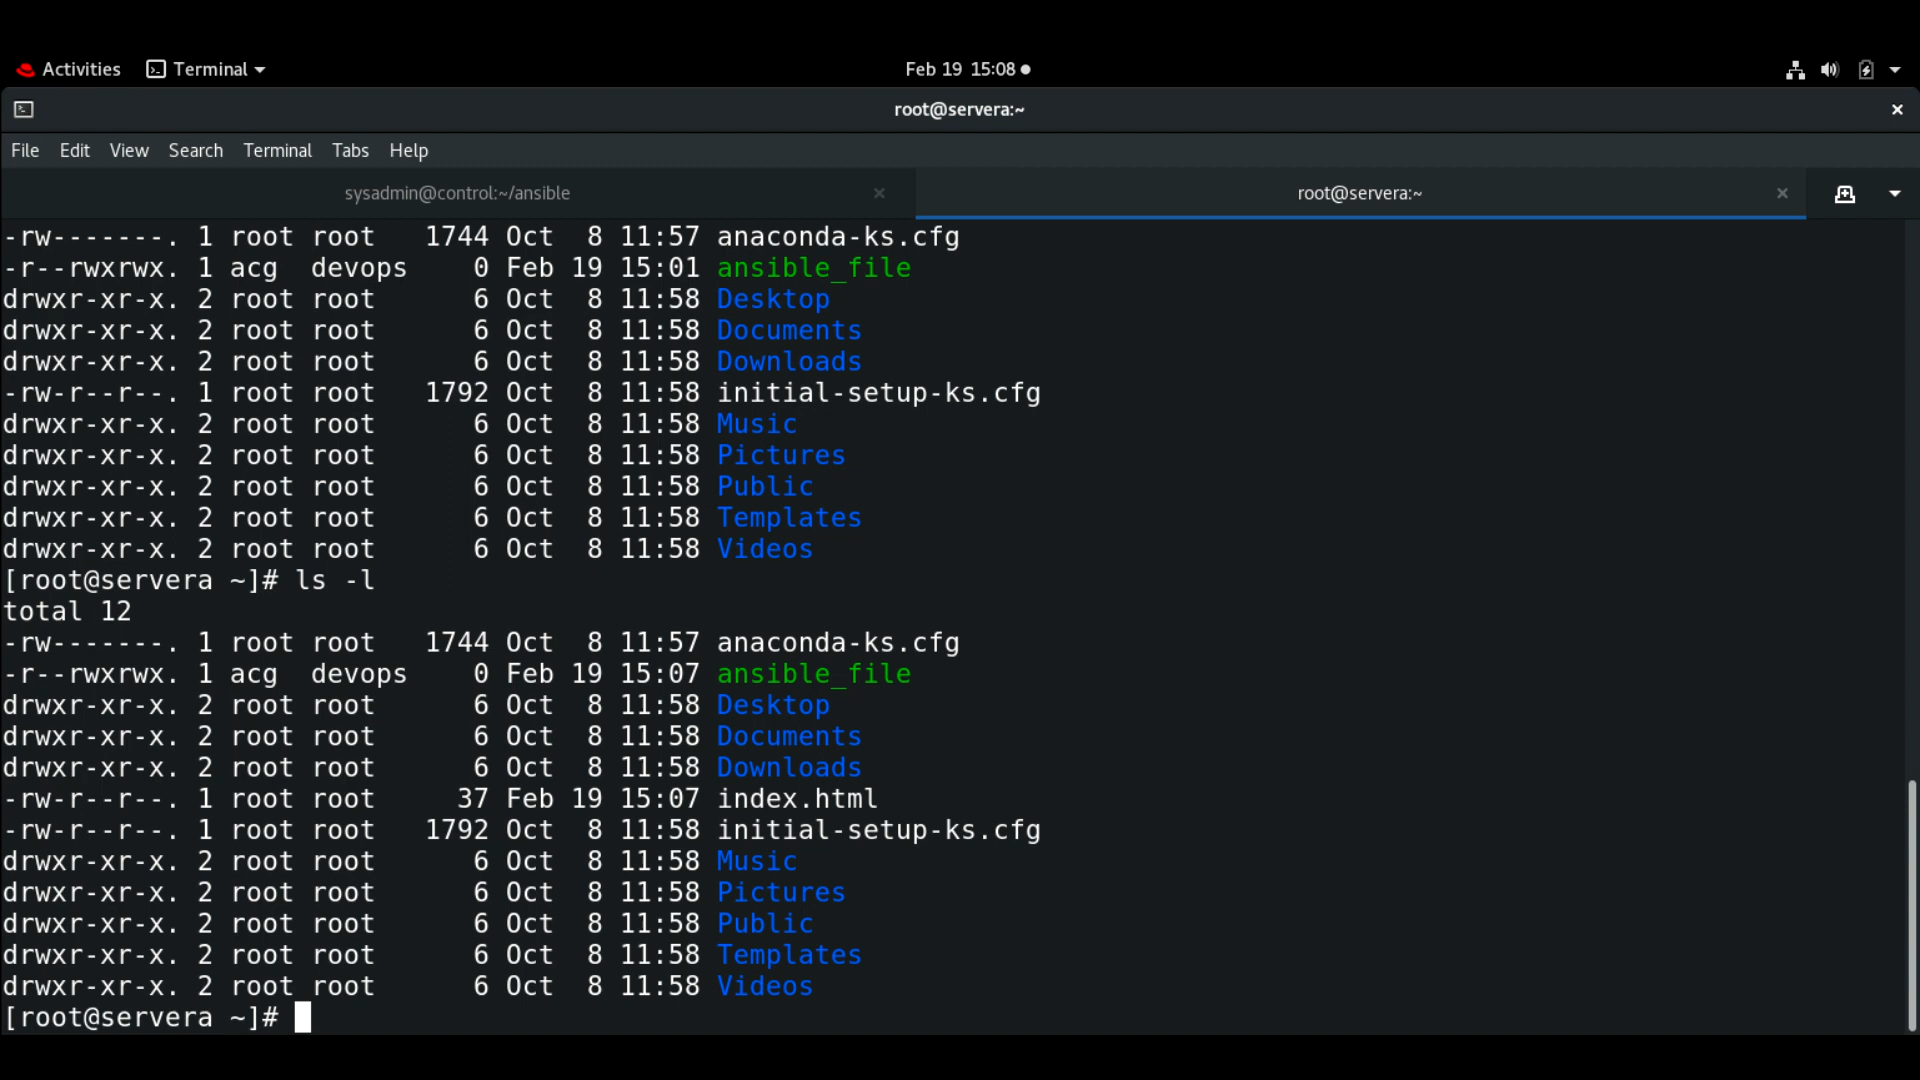 Activities Terminal Feb 19 15:08
root@servera:~
File Edit View Search Terminal Tabs Help
sysadmin@control:~/ansible root@servera:~
-rw-------. 1 root root   1744 Oct  8 11:57 anaconda-ks.cfg
-r--rwxrwx. 1 acg  devops    0 Feb 19 15:01 ansible_file
drwxr-xr-x. 2 root root      6 Oct  8 11:58 Desktop
drwxr-xr-x. 2 root root      6 Oct  8 11:58 Documents
drwxr-xr-x. 2 root root      6 Oct  8 11:58 Downloads
-rw-r--r--. 1 root root   1792 Oct  8 11:58 initial-setup-ks.cfg
drwxr-xr-x. 2 root root      6 Oct  8 11:58 Music
drwxr-xr-x. 2 root root      6 Oct  8 11:58 Pictures
drwxr-xr-x. 2 root root      6 Oct  8 11:58 Public
drwxr-xr-x. 2 root root      6 Oct  8 11:58 Templates
drwxr-xr-x. 2 root root      6 Oct  8 11:58 Videos
[root@servera ~]# ls -l
total 12
-rw-------. 1 root root   1744 Oct  8 11:57 anaconda-ks.cfg
-r--rwxrwx. 1 acg  devops    0 Feb 19 15:07 ansible_file
drwxr-xr-x. 2 root root      6 Oct  8 11:58 Desktop
drwxr-xr-x. 2 root root      6 Oct  8 11:58 Documents
drwxr-xr-x. 2 root root      6 Oct  8 11:58 Downloads
-rw-r--r--. 1 root root     37 Feb 19 15:07 index.html
-rw-r--r--. 1 root root   1792 Oct  8 11:58 initial-setup-ks.cfg
drwxr-xr-x. 2 root root      6 Oct  8 11:58 Music
drwxr-xr-x. 2 root root      6 Oct  8 11:58 Pictures
drwxr-xr-x. 2 root root      6 Oct  8 11:58 Public
drwxr-xr-x. 2 root root      6 Oct  8 11:58 Templates
drwxr-xr-x. 2 root root      6 Oct  8 11:58 Videos
[root@servera ~]#